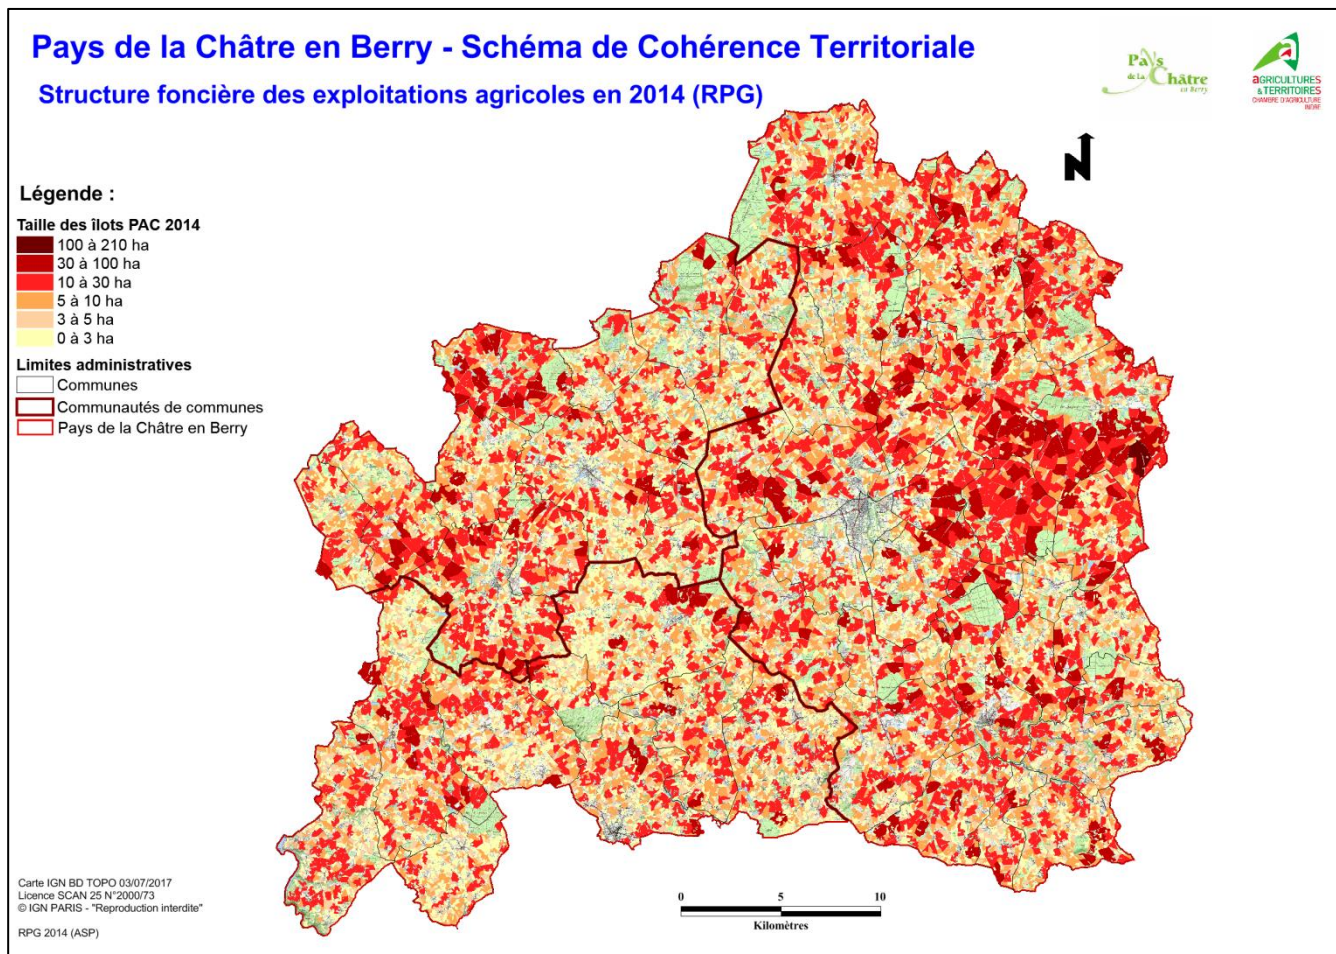 Pays de la Châtre en Berry - Schéma de Cohérence Territoriale
Structure foncière des exploitations agricoles en 2014 (RPG)
Pays
de la Châtre
en Berry
agricultures
& territoires
chambre d'agriculture
indre
N
Légende :
Taille des îlots PAC 2014
100 à 210 ha
30 à 100 ha
10 à 30 ha
5 à 10 ha
3 à 5 ha
0 à 3 ha
Limites administratives
Communes
Communautés de communes
Pays de la Châtre en Berry
Carte IGN BD TOPO 03/07/2017
Licence SCAN 25 N°2000/73
© IGN PARIS - "Reproduction interdite"
RPG 2014 (ASP)
0 5 10
Kilomètres